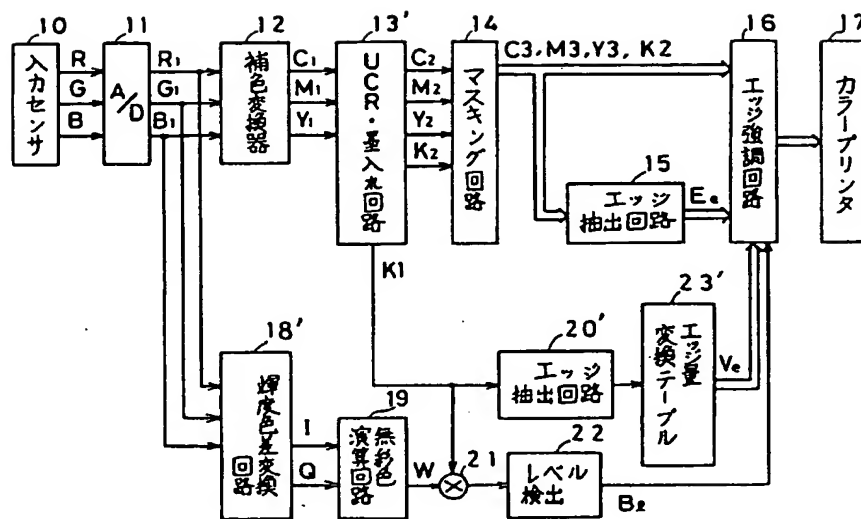 10
入力センサ
R
G
B
11
A/D
R1
G1
B1
12
補色変換器
C1
M1
Y1
13'
UCR・墨入れ回路
C2
M2
Y2
K2
14
マスキング回路
C3,M3,Y3,K2
15
エッジ
抽出回路
Ee
16
エッジ強調回路
17
カラープリンタ
K1
18'
輝度色差変換
回路
I
Q
19
無彩色
演算回路
W
21
20'
エッジ
抽出回路
22
レベル
検出
Bl
23'
エッジ量
変換テーブル
Ve